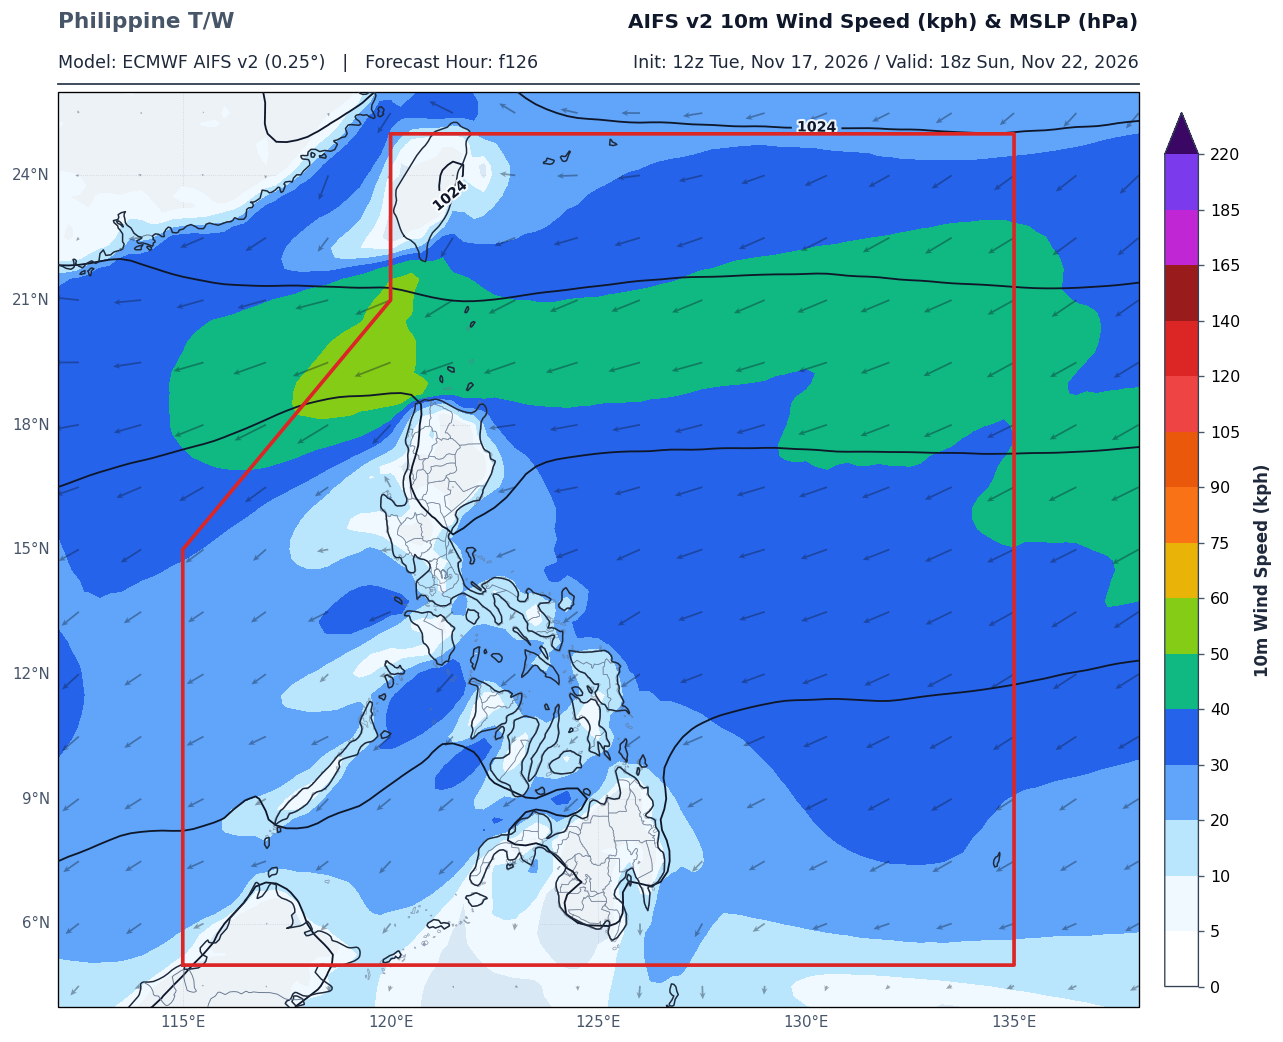 Philippine T/W
AIFS v2 10m Wind Speed (kph) & MSLP (hPa)
Model: ECMWF AIFS v2 (0.25°) | Forecast Hour: f126
Init: 12z Tue, Nov 17, 2026 / Valid: 18z Sun, Nov 22, 2026
1024
1024
24°N
21°N
18°N
15°N
12°N
9°N
6°N
115°E
120°E
125°E
130°E
135°E
220
185
165
140
120
105
90
75
60
50
40
30
20
10
5
0
10m Wind Speed (kph)